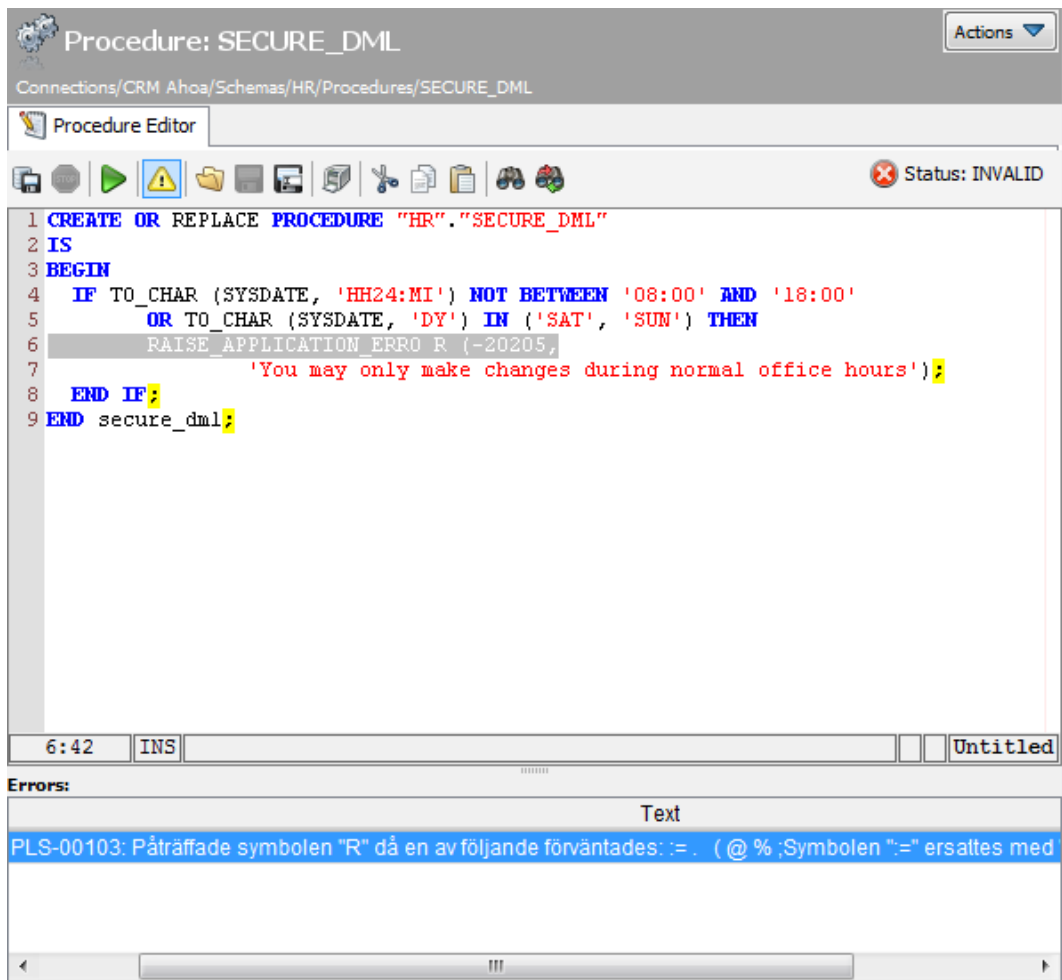 Procedure: SECURE_DML
Actions
Connections/CRM Ahoa/Schemas/HR/Procedures/SECURE_DML
Procedure Editor
STOP
Status: INVALID
1 CREATE OR REPLACE PROCEDURE "HR"."SECURE_DML"
2 IS
3 BEGIN
4 IF TO_CHAR (SYSDATE, 'HH24:MI') NOT BETWEEN '08:00' AND '18:00'
5 OR TO_CHAR (SYSDATE, 'DY') IN ('SAT', 'SUN') THEN
6 RAISE_APPLICATION_ERRO R (-20205,
7 'You may only make changes during normal office hours');
8 END IF;
9 END secure_dml;
6:42 INS Untitled
Errors:
Text
PLS-00103: Påträffade symbolen "R" då en av följande förväntades: := . ( @ % ;Symbolen ":=" ersattes med